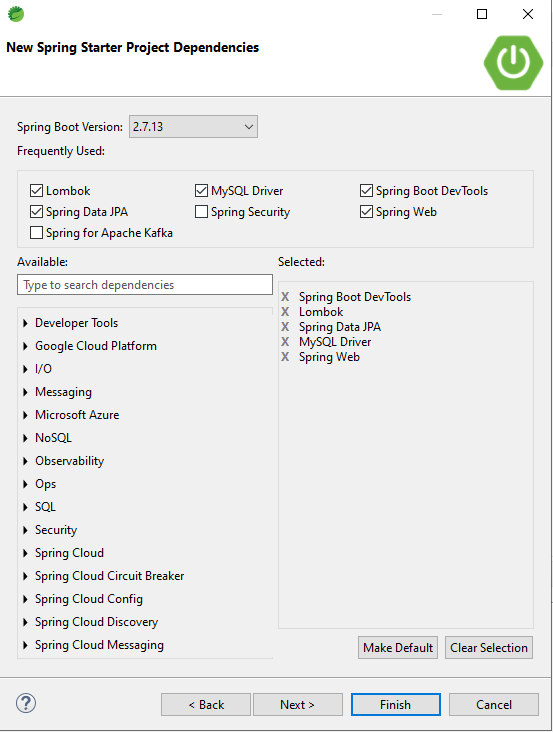 New Spring Starter Project Dependencies
Spring Boot Version: 2.7.13
Frequently Used:
Lombok MySQL Driver Spring Boot DevTools
Spring Data JPA Spring Security Spring Web
Spring for Apache Kafka
Available:
Type to search dependencies
Developer Tools
Google Cloud Platform
I/O
Messaging
Microsoft Azure
NoSQL
Observability
Ops
SQL
Security
Spring Cloud
Spring Cloud Circuit Breaker
Spring Cloud Config
Spring Cloud Discovery
Spring Cloud Messaging
Selected:
X Spring Boot DevTools
X Lombok
X Spring Data JPA
X MySQL Driver
X Spring Web
Make Default Clear Selection
? < Back Next > Finish Cancel